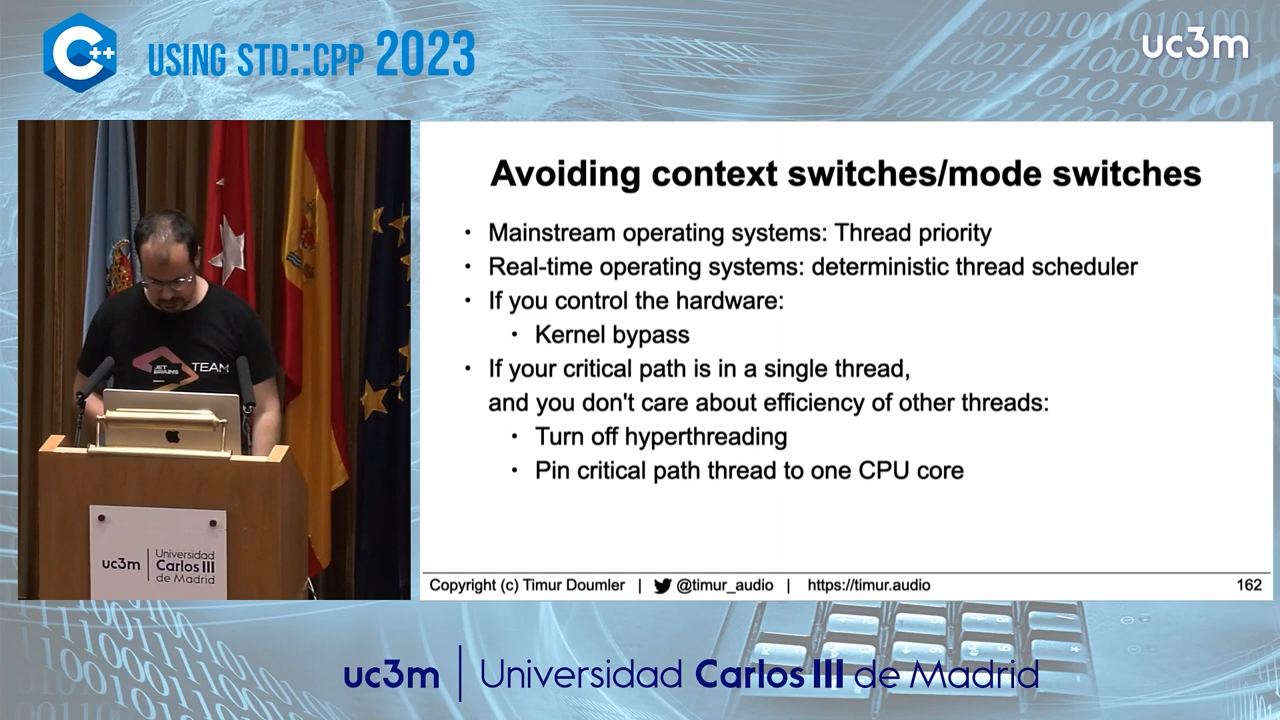 C++
USING STD::CPP 2023
uc3m
Avoiding context switches/mode switches
• Mainstream operating systems: Thread priority
• Real-time operating systems: deterministic thread scheduler
• If you control the hardware:
• Kernel bypass
• If your critical path is in a single thread,
and you don't care about efficiency of other threads:
• Turn off hyperthreading
• Pin critical path thread to one CPU core
Copyright (c) Timur Doumler | @timur_audio | https://timur.audio 162
JET
BRAINS
TEAM
uc3m | Universidad
Carlos III
de Madrid
uc3m | Universidad Carlos III de Madrid